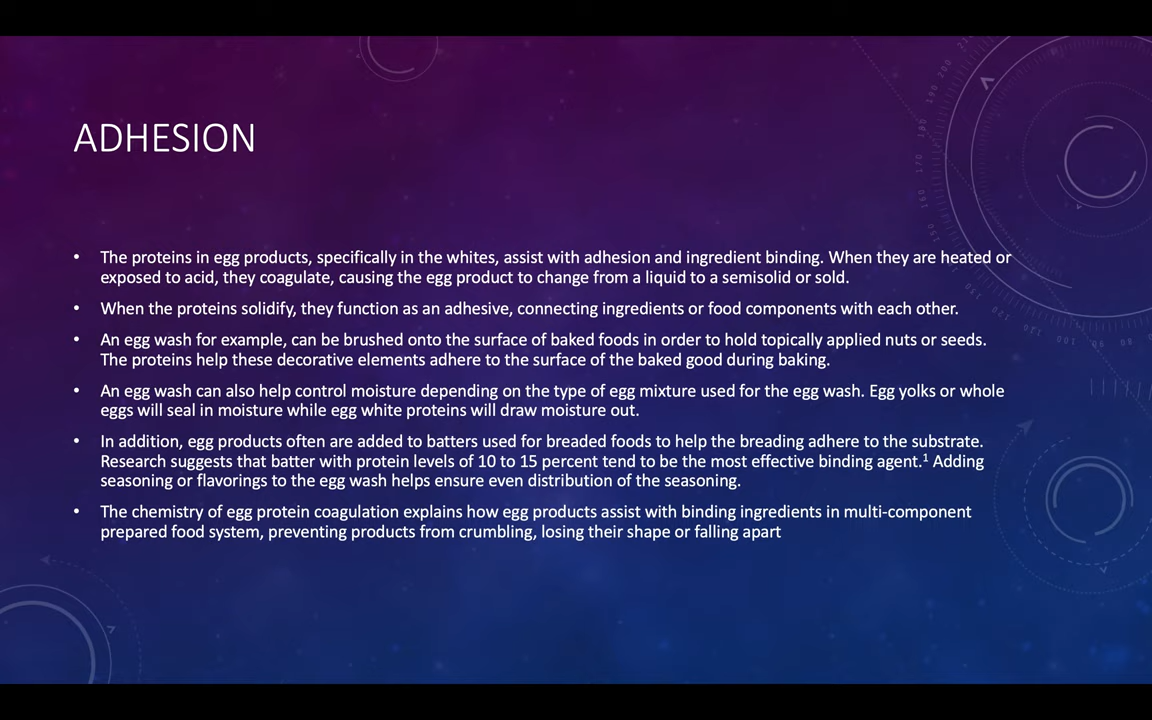 ADHESION
• The proteins in egg products, specifically in the whites, assist with adhesion and ingredient binding. When they are heated or
exposed to acid, they coagulate, causing the egg product to change from a liquid to a semisolid or sold.
• When the proteins solidify, they function as an adhesive, connecting ingredients or food components with each other.
• An egg wash for example, can be brushed onto the surface of baked foods in order to hold topically applied nuts or seeds.
The proteins help these decorative elements adhere to the surface of the baked good during baking.
• An egg wash can also help control moisture depending on the type of egg mixture used for the egg wash. Egg yolks or whole
eggs will seal in moisture while egg white proteins will draw moisture out.
• In addition, egg products often are added to batters used for breaded foods to help the breading adhere to the substrate.
Research suggests that batter with protein levels of 10 to 15 percent tend to be the most effective binding agent.¹ Adding
seasoning or flavorings to the egg wash helps ensure even distribution of the seasoning.
• The chemistry of egg protein coagulation explains how egg products assist with binding ingredients in multi-component
prepared food system, preventing products from crumbling, losing their shape or falling apart